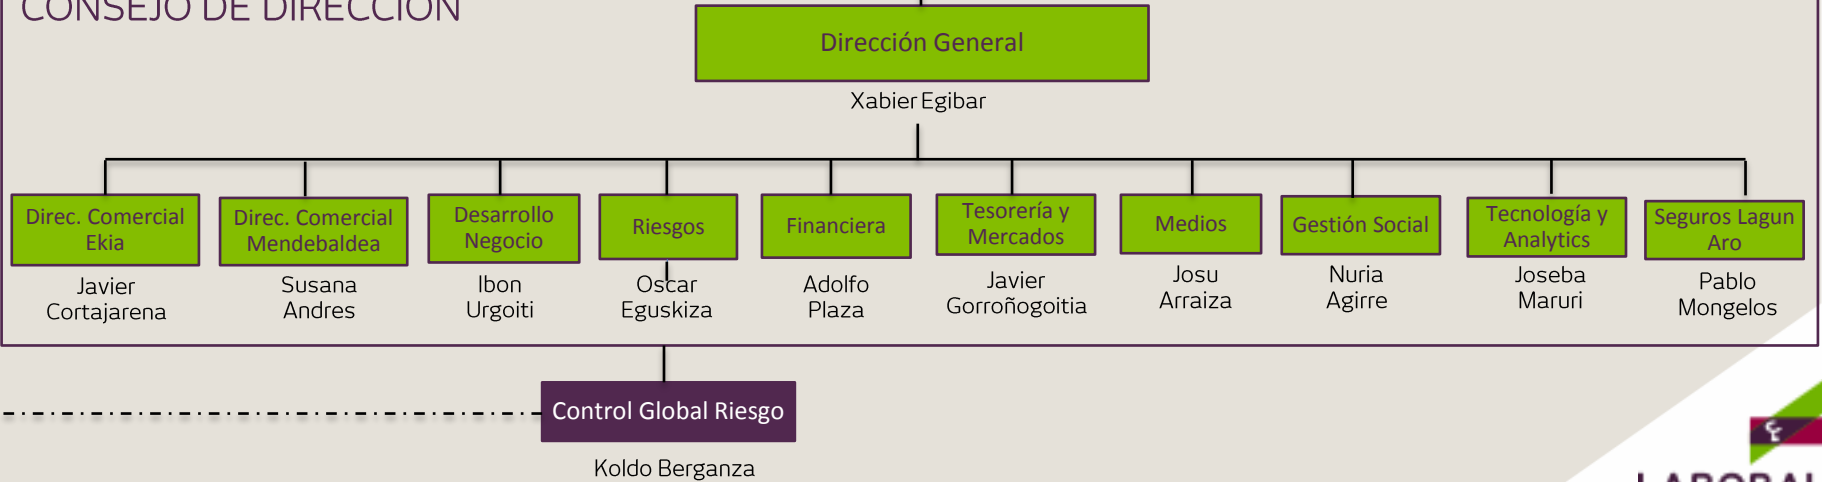 CONSEJO DE DIRECCIÓN
Dirección General
Xabier Egibar
Direc. Comercial
Ekia
Javier
Cortajarena
Direc. Comercial
Mendebaldea
Susana
Andres
Desarrollo
Negocio
Ibon
Urgoiti
Riesgos
Oscar
Eguskiza
Financiera
Adolfo
Plaza
Tesorería y
Mercados
Javier
Gorroñogoitia
Medios
Josu
Arraiza
Gestión Social
Nuria
Agirre
Tecnología y
Analytics
Joseba
Maruri
Seguros Lagun
Aro
Pablo
Mongelos
Control Global Riesgo
Koldo Berganza
LABORAL